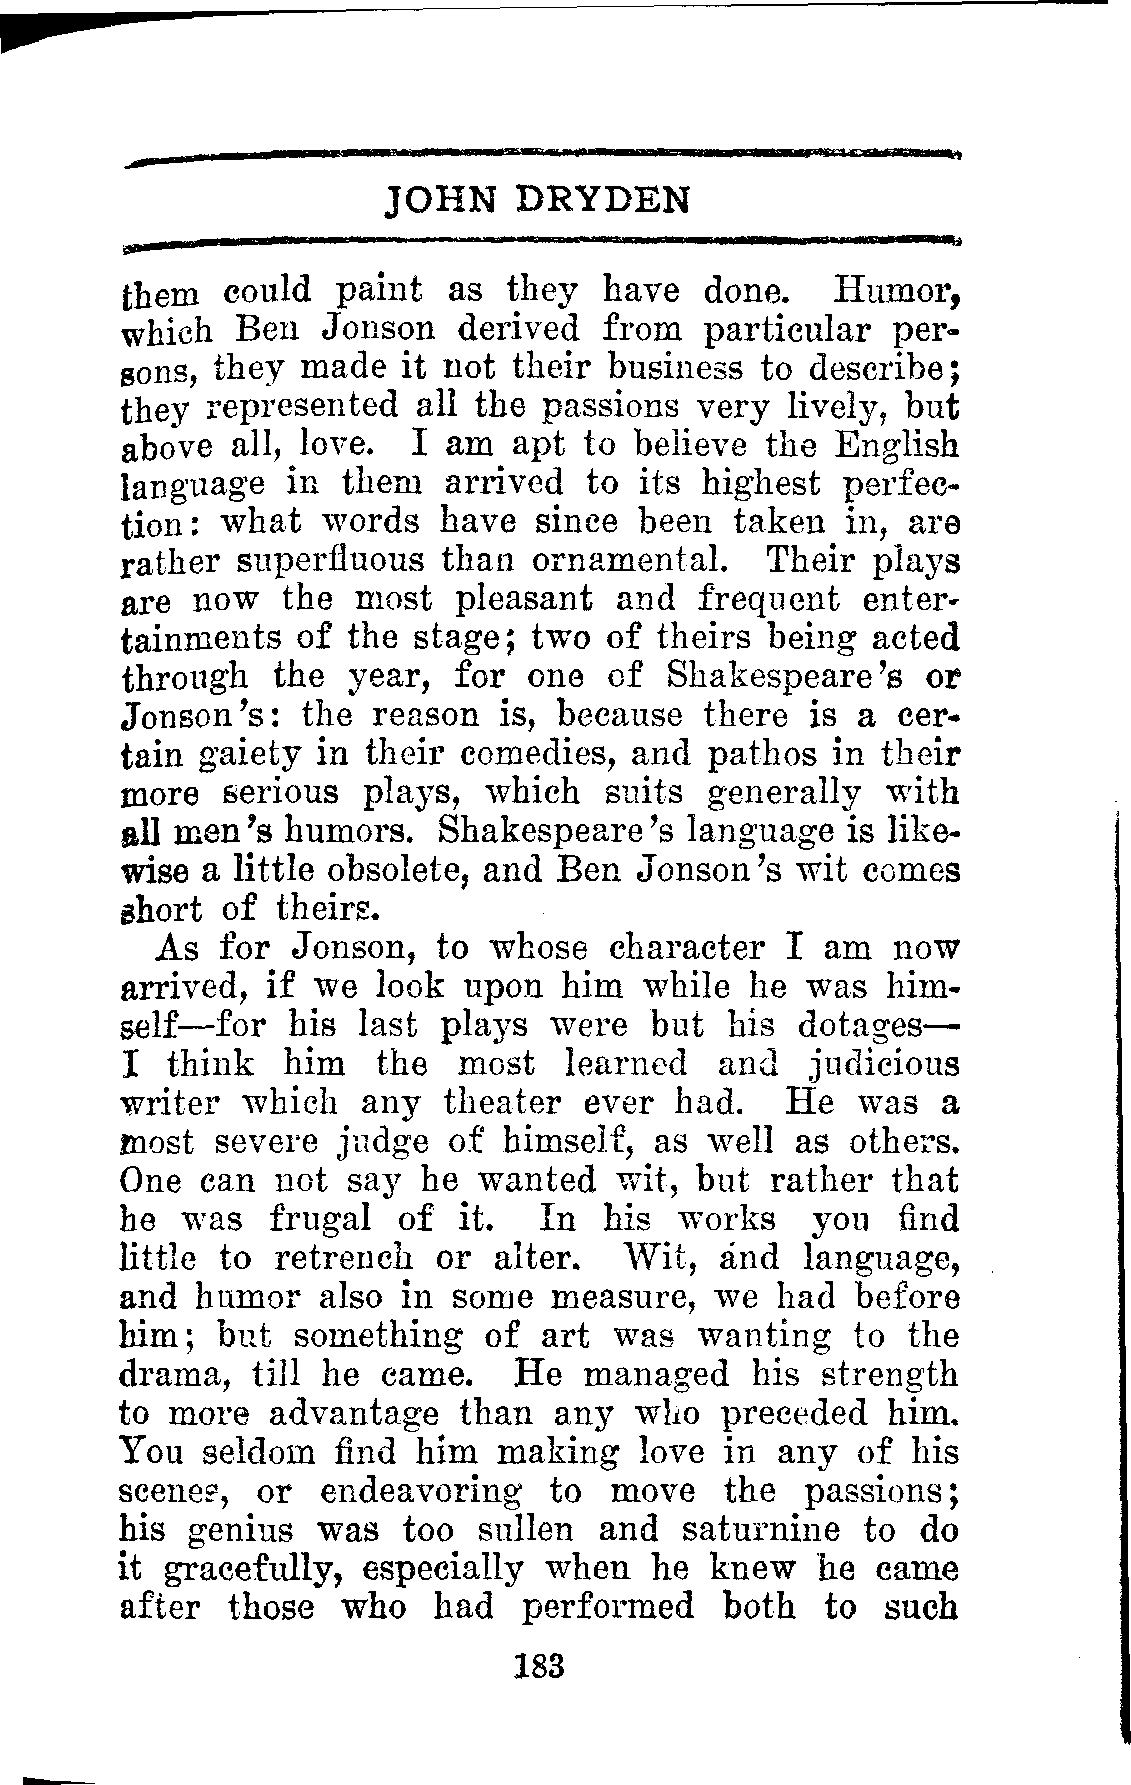 JOHN DRYDEN
them could paint as they have done. Humor,
which Ben Jonson derived from particular per-
sons, they made it not their business to describe;
they represented all the passions very lively, but
above all, love. I am apt to believe the English
language in them arrived to its highest perfec-
tion: what words have since been taken in, are
rather superfluous than ornamental. Their plays
are now the most pleasant and frequent enter-
tainments of the stage; two of theirs being acted
through the year, for one of Shakespeare's or
Jonson's: the reason is, because there is a cer-
tain gaiety in their comedies, and pathos in their
more serious plays, which suits generally with
all men's humors. Shakespeare's language is like-
wise a little obsolete, and Ben Jonson's wit comes
short of theirs.
As for Jonson, to whose character I am now
arrived, if we look upon him while he was him-
self—for his last plays were but his dotages—
I think him the most learned and judicious
writer which any theater ever had. He was a
most severe judge of himself, as well as others.
One can not say he wanted wit, but rather that
he was frugal of it. In his works you find
little to retrench or alter. Wit, and language,
and humor also in some measure, we had before
him; but something of art was wanting to the
drama, till he came. He managed his strength
to more advantage than any who preceded him.
You seldom find him making love in any of his
scenes, or endeavoring to move the passions;
his genius was too sullen and saturnine to do
it gracefully, especially when he knew he came
after those who had performed both to such
183